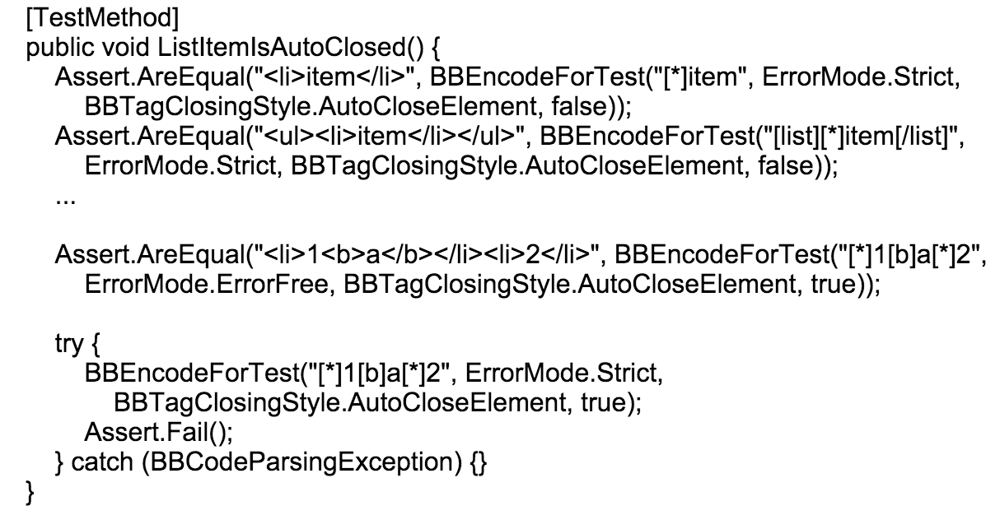 [TestMethod]
public void ListItemIsAutoClosed() {
Assert.AreEqual("<li>item</li>", BBEncodeForTest("[*]item", ErrorMode.Strict,
BBTagClosingStyle.AutoCloseElement, false));
Assert.AreEqual("<ul><li>item</li></ul>", BBEncodeForTest("[list][*]item[/list]",
ErrorMode.Strict, BBTagClosingStyle.AutoCloseElement, false));
...
Assert.AreEqual("<li>1<b>a</b></li><li>2</li>", BBEncodeForTest("[*]1[b]a[*]2",
ErrorMode.ErrorFree, BBTagClosingStyle.AutoCloseElement, true));
try {
BBEncodeForTest("[*]1[b]a[*]2", ErrorMode.Strict,
BBTagClosingStyle.AutoCloseElement, true);
Assert.Fail();
} catch (BBCodeParsingException) {}
}